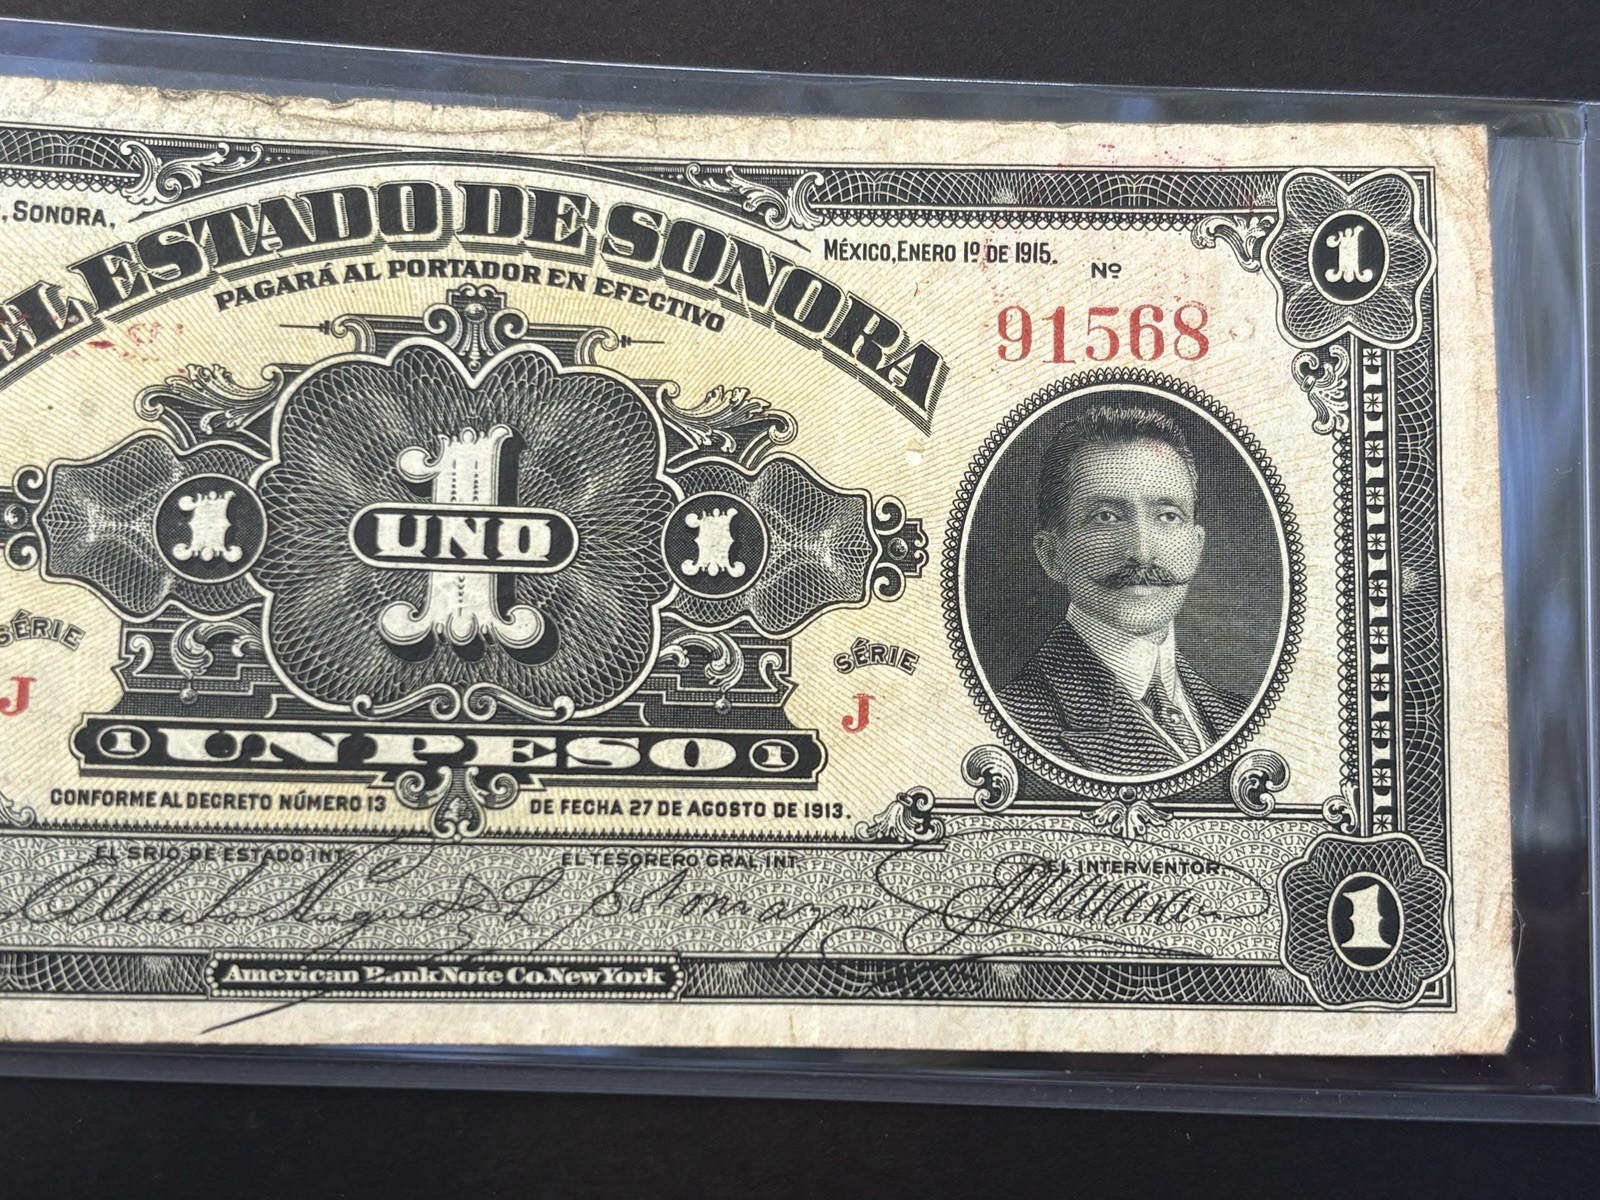 , SONORA,
EL ESTADO DE SONORA
MÉXICO, ENERO 1º DE 1915.
PAGARÁ AL PORTADOR EN EFECTIVO
Nº
91568
1
1
UNO
1
1
SÉRIE
J
SÉRIE
J
1 UN PESO 1
CONFORME AL DECRETO NÚMERO 13 DE FECHA 27 DE AGOSTO DE 1913.
EL SRIO. DE ESTADO INT. EL TESORERO GRAL. INT. EL INTERVENTOR.
1
American Bank Note Co. New York